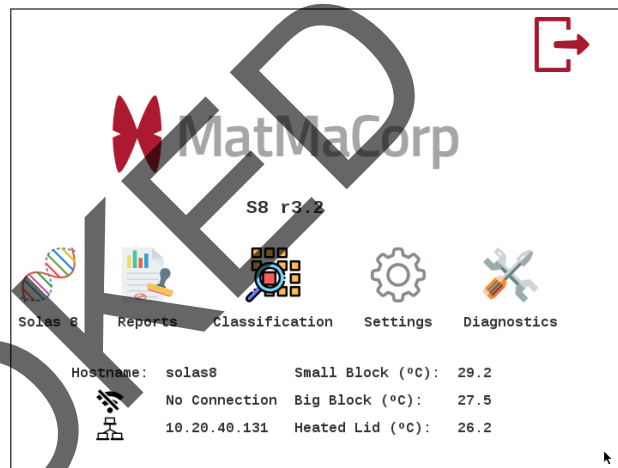 MatMaCorp
S8 r3.2
Solas 8 Reports Classification Settings Diagnostics
Hostname: solas8 Small Block (ºC): 29.2
No Connection Big Block (ºC): 27.5
10.20.40.131 Heated Lid (ºC): 26.2
OKED